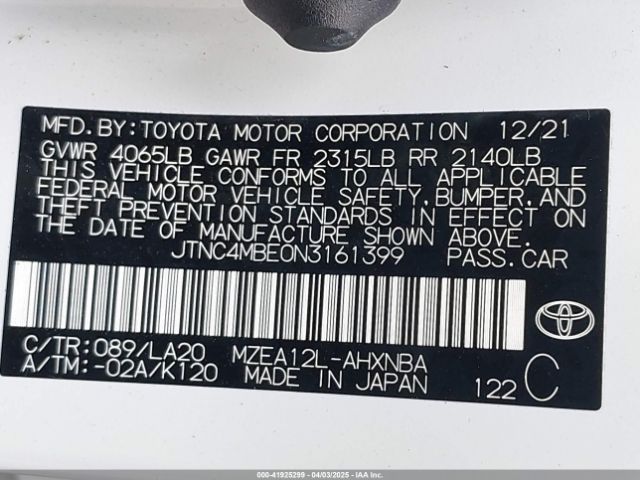 MFD.BY:TOYOTA MOTOR CORPORATION 12/21
GVWR 4065LB GAWR FR 2315LB RR 2140LB
THIS VEHICLE CONFORMS TO ALL APPLICABLE
FEDERAL MOTOR VEHICLE SAFETY,BUMPER,AND
THEFT PREVENTION STANDARDS IN EFFECT ON
THE DATE OF MANUFACTURE SHOWN ABOVE.
JTNC4MBE0N3161399 PASS.CAR
C/TR:089/LA20 MZEA12L-AHXNBA
A/TM:-02A/K120 MADE IN JAPAN
122 C
TOYOTA
000-41925299 - 04/03/2025 - IAA Inc.